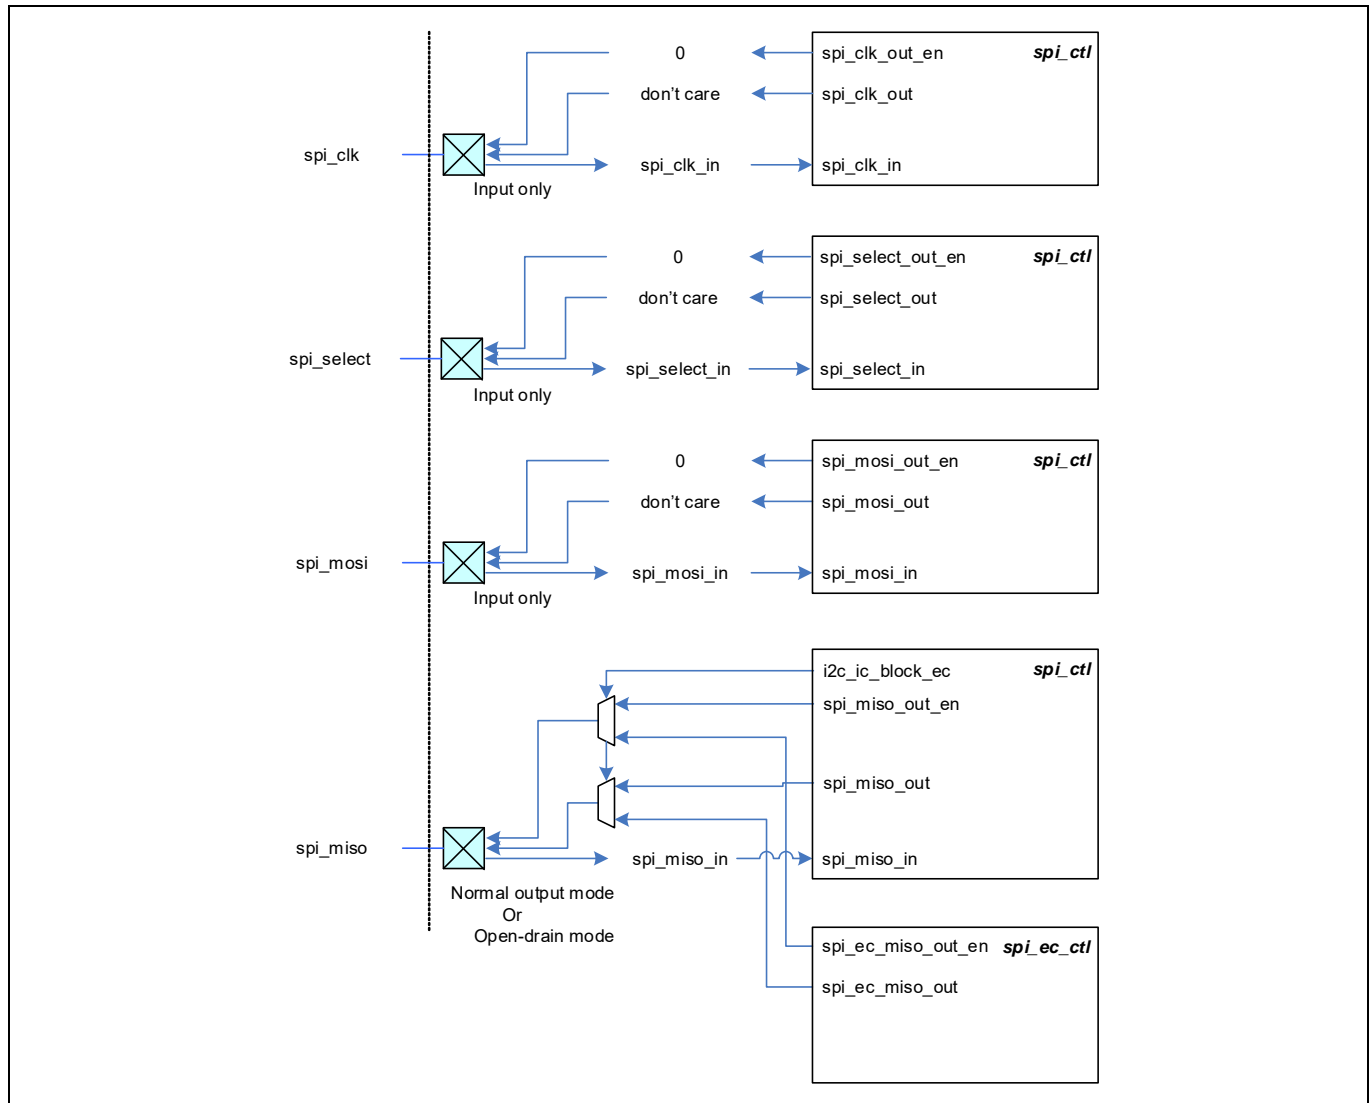 0
spi_clk_out_en
spi_ctl
don't care
spi_clk_out
spi_clk
spi_clk_in
spi_clk_in
Input only
0
spi_select_out_en
spi_ctl
don't care
spi_select_out
spi_select
spi_select_in
spi_select_in
Input only
0
spi_mosi_out_en
spi_ctl
don't care
spi_mosi_out
spi_mosi
spi_mosi_in
spi_mosi_in
Input only
i2c_ic_block_ec
spi_ctl
spi_miso_out_en
spi_miso_out
spi_miso
spi_miso_in
spi_miso_in
Normal output mode
Or
Open-drain mode
spi_ec_miso_out_en
spi_ec_ctl
spi_ec_miso_out